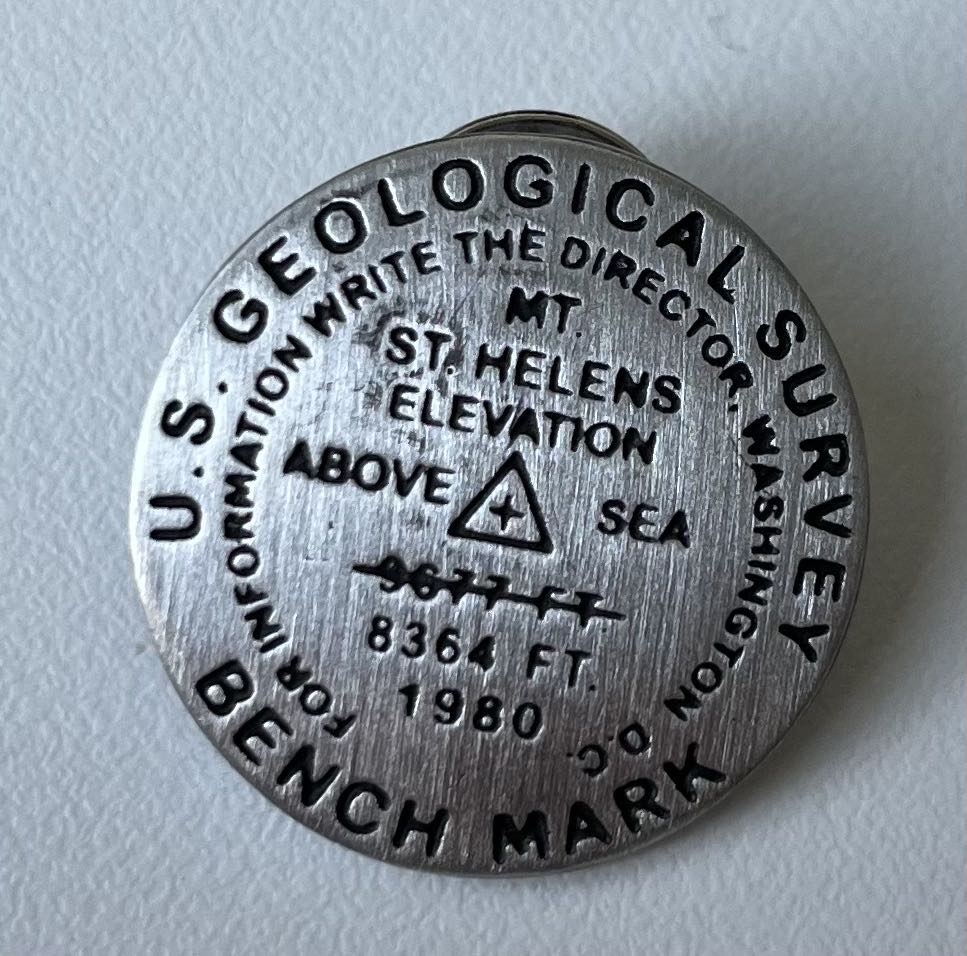 U.S. GEOLOGICAL SURVEY
FOR INFORMATION WRITE THE DIRECTOR, WASHINGTON D.C.
MT.
ST. HELENS
ELEVATION
ABOVE SEA
9677 FT.
8364 FT.
1980
BENCH MARK